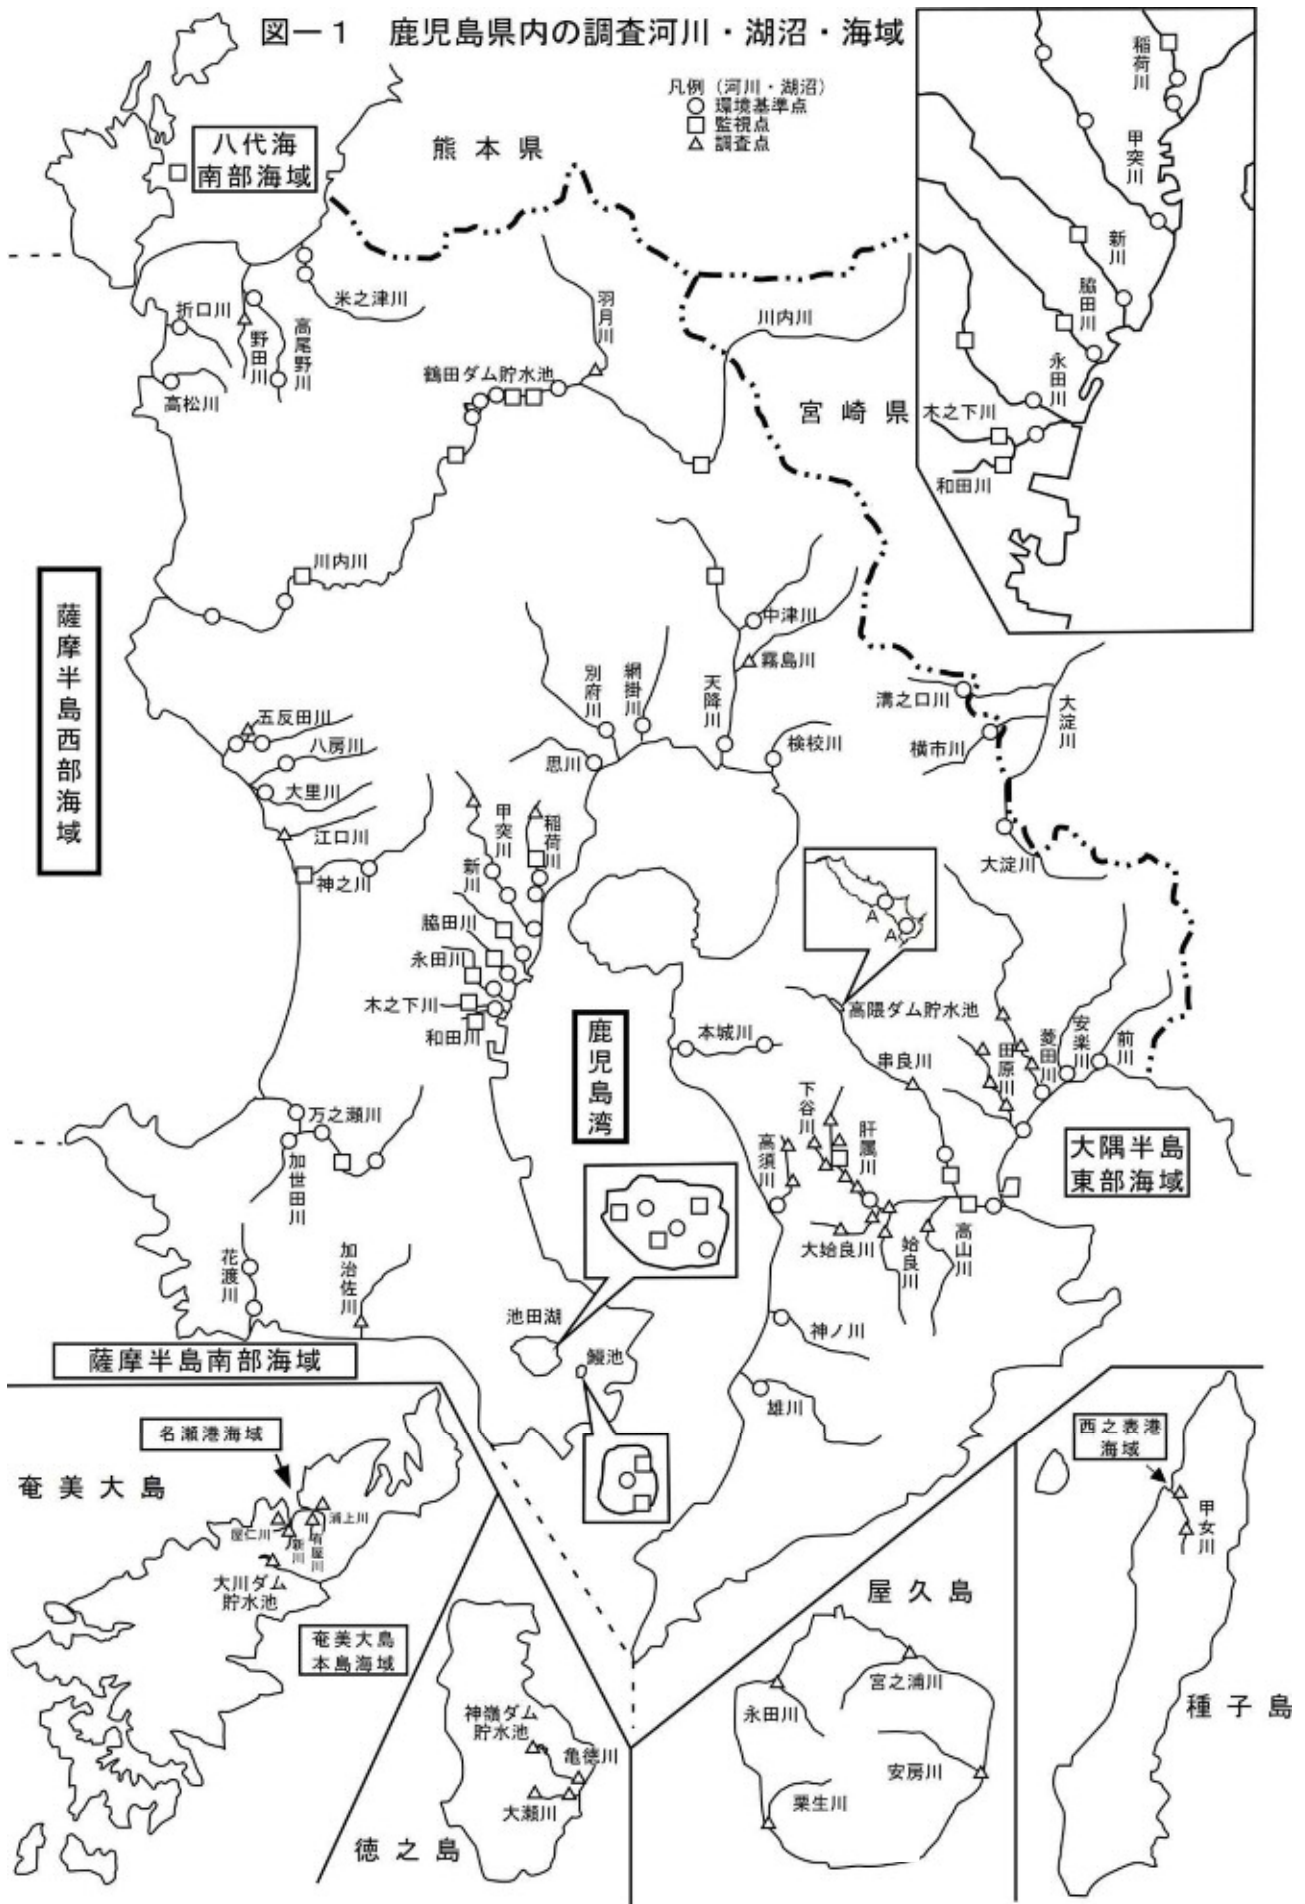 図－1 鹿児島県内の調査河川・湖沼・海域
凡例（河川・湖沼）
○ 環境基準点
□ 監視点
△ 調査点
八代海
南部海域
熊本県
稲荷川
甲突川
新川
脇田川
永田川
木之下川
和田川
米之津川
折口川
野田川
高尾野川
高松川
羽月川
川内川
鶴田ダム貯水池
宮崎県
川内川
薩摩半島西部海域
中津川
霧島川
別府川
網掛川
天降川
検校川
思川
溝之口川
横市川
大淀川
大淀川
五反田川
八房川
大里川
江口川
神之川
甲突川
稲荷川
新川
脇田川
永田川
木之下川
和田川
A
A
高隈ダム貯水池
鹿児島湾
本城川
串良川
田原川
菱田川
安楽川
前川
下谷川
肝属川
高須川
大隅半島
東部海域
万之瀬川
加世田川
花渡川
加治佐川
大姶良川
姶良川
高山川
池田湖
鰻池
神ノ川
雄川
薩摩半島南部海域
名瀬港海域
奄美大島
屋仁川
新川
有屋川
浦上川
大川ダム
貯水池
奄美大島
本島海域
神嶺ダム
貯水池
亀徳川
大瀬川
徳之島
屋久島
宮之浦川
永田川
安房川
栗生川
西之表港
海域
甲女川
種子島